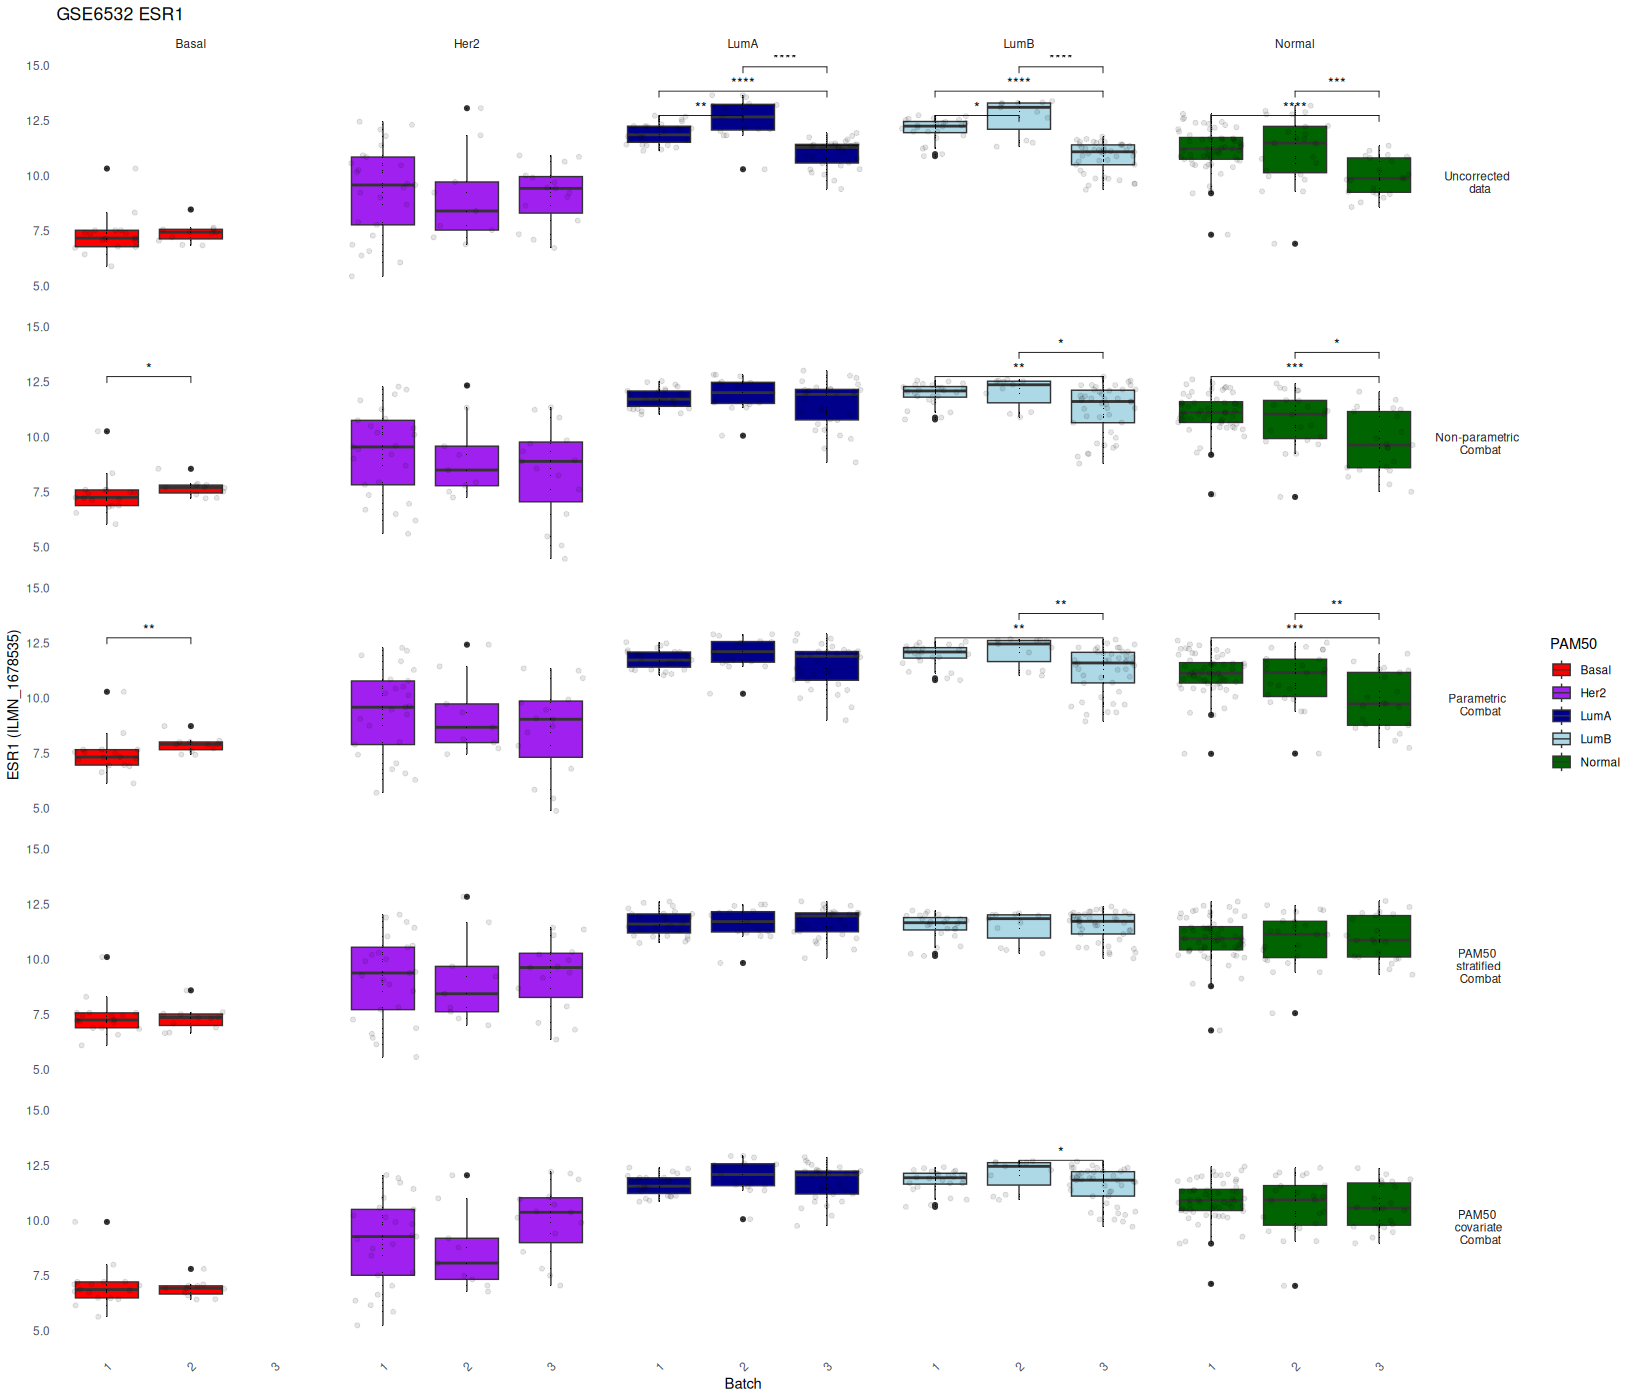 GSE6532 ESR1
Basal
Her2
LumA
LumB
Normal
15.0
12.5
10.0
7.5
5.0
**
****
****
*
****
****
****
***
Uncorrected
data
15.0
12.5
10.0
7.5
5.0
*
**
*
***
*
Non-parametric
Combat
15.0
12.5
10.0
7.5
5.0
**
**
**
***
**
Parametric
Combat
15.0
12.5
10.0
7.5
5.0
PAM50
stratified
Combat
15.0
12.5
10.0
7.5
5.0
*
PAM50
covariate
Combat
1
2
3
1
2
3
1
2
3
1
2
3
1
2
3
Batch
ESR1 (ILMN_1678535)
PAM50
Basal
Her2
LumA
LumB
Normal